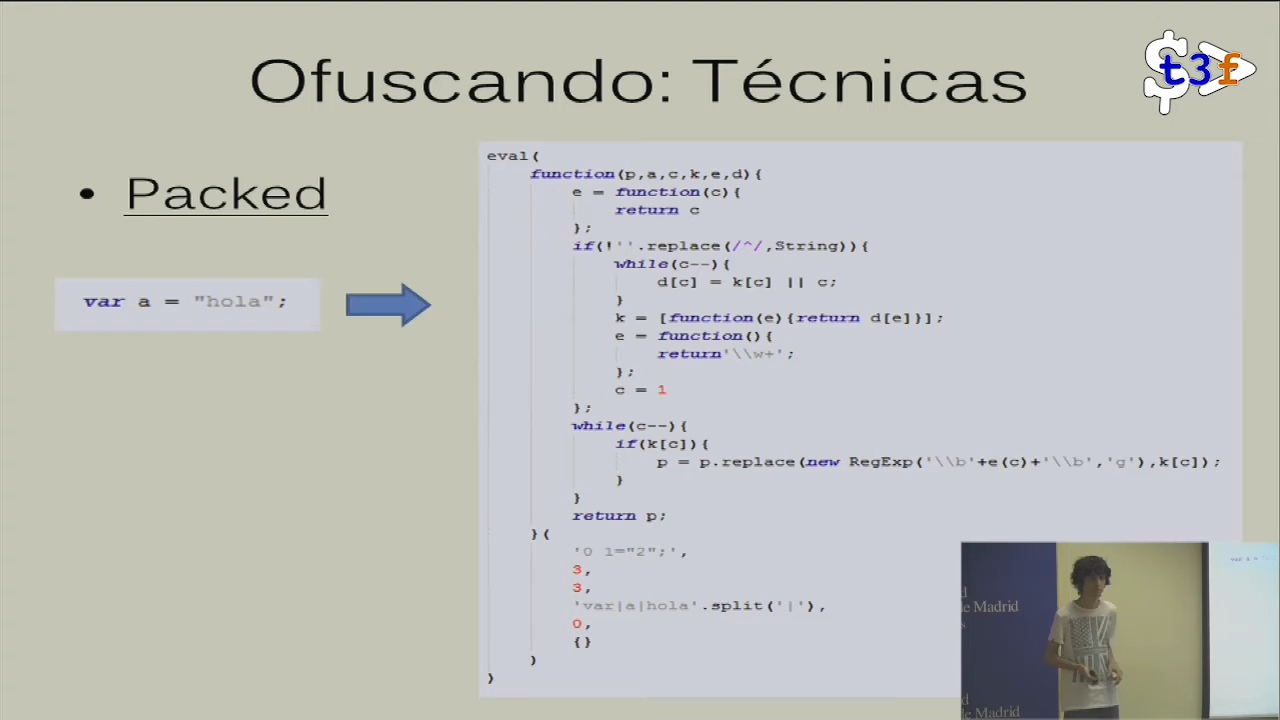 Ofuscando: Técnicas
$t3f
• Packed
var a = "hola";
eval(
function(p,a,c,k,e,d){
e = function(c){
return c
};
if(!''.replace(/^/,String)){
while(c--){
d[c] = k[c] || c;
}
k = [function(e){return d[e]}];
e = function(){
return'\\w+';
};
c = 1
};
while(c--){
if(k[c]){
p = p.replace(new RegExp('\\b'+e(c)+'\\b','g'),k[c]);
}
}
return p;
}(
'0 1="2";',
3,
3,
'var|a|hola'.split('|'),
0,
{}
)
)
d
de Madrid
d
de Madrid
var a =